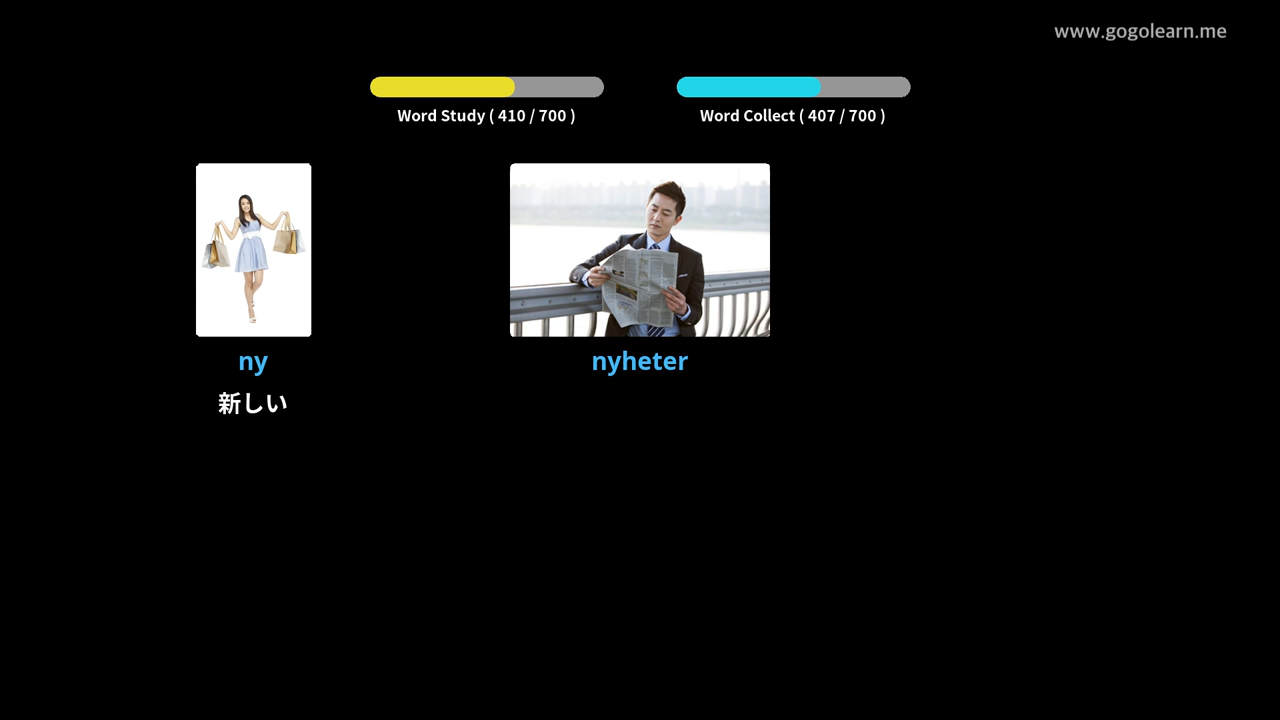 www.gogolearn.me
Word Study ( 410 / 700 )
Word Collect ( 407 / 700 )
ny
nyheter
新しい